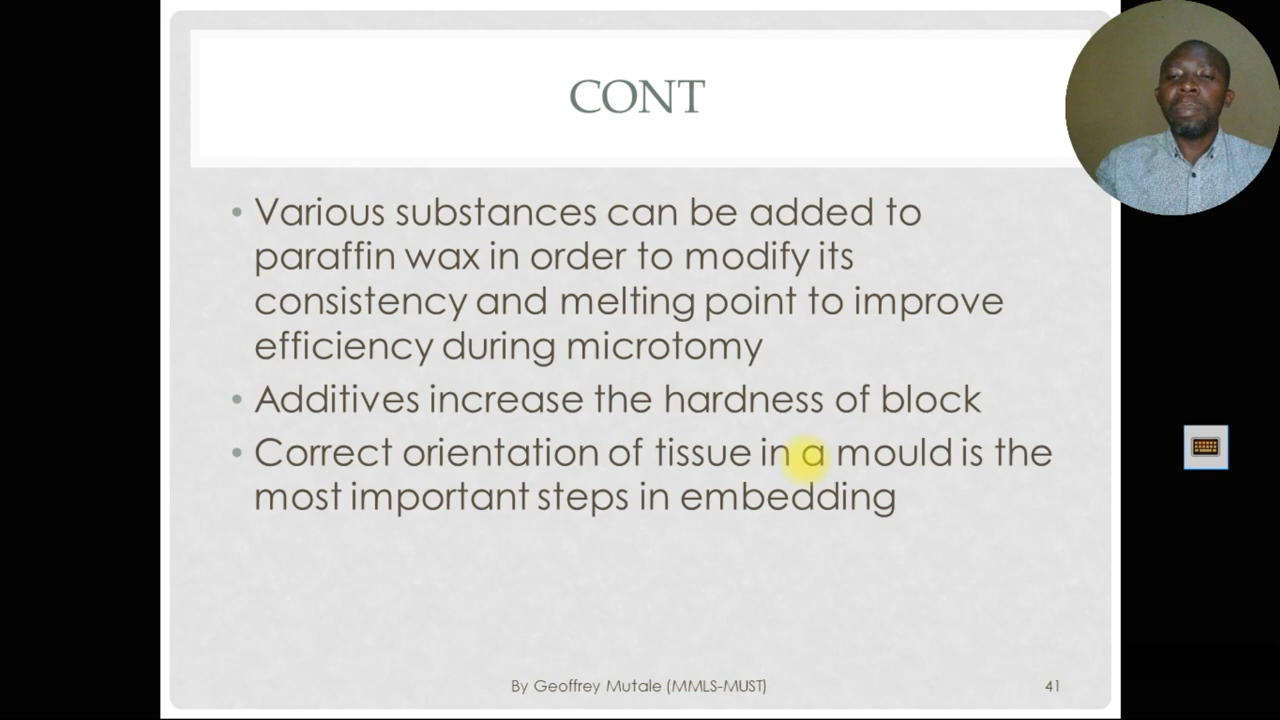 CONT
• Various substances can be added to
paraffin wax in order to modify its
consistency and melting point to improve
efficiency during microtomy
• Additives increase the hardness of block
• Correct orientation of tissue in a mould is the
most important steps in embedding
By Geoffrey Mutale (MMLS-MUST)
41